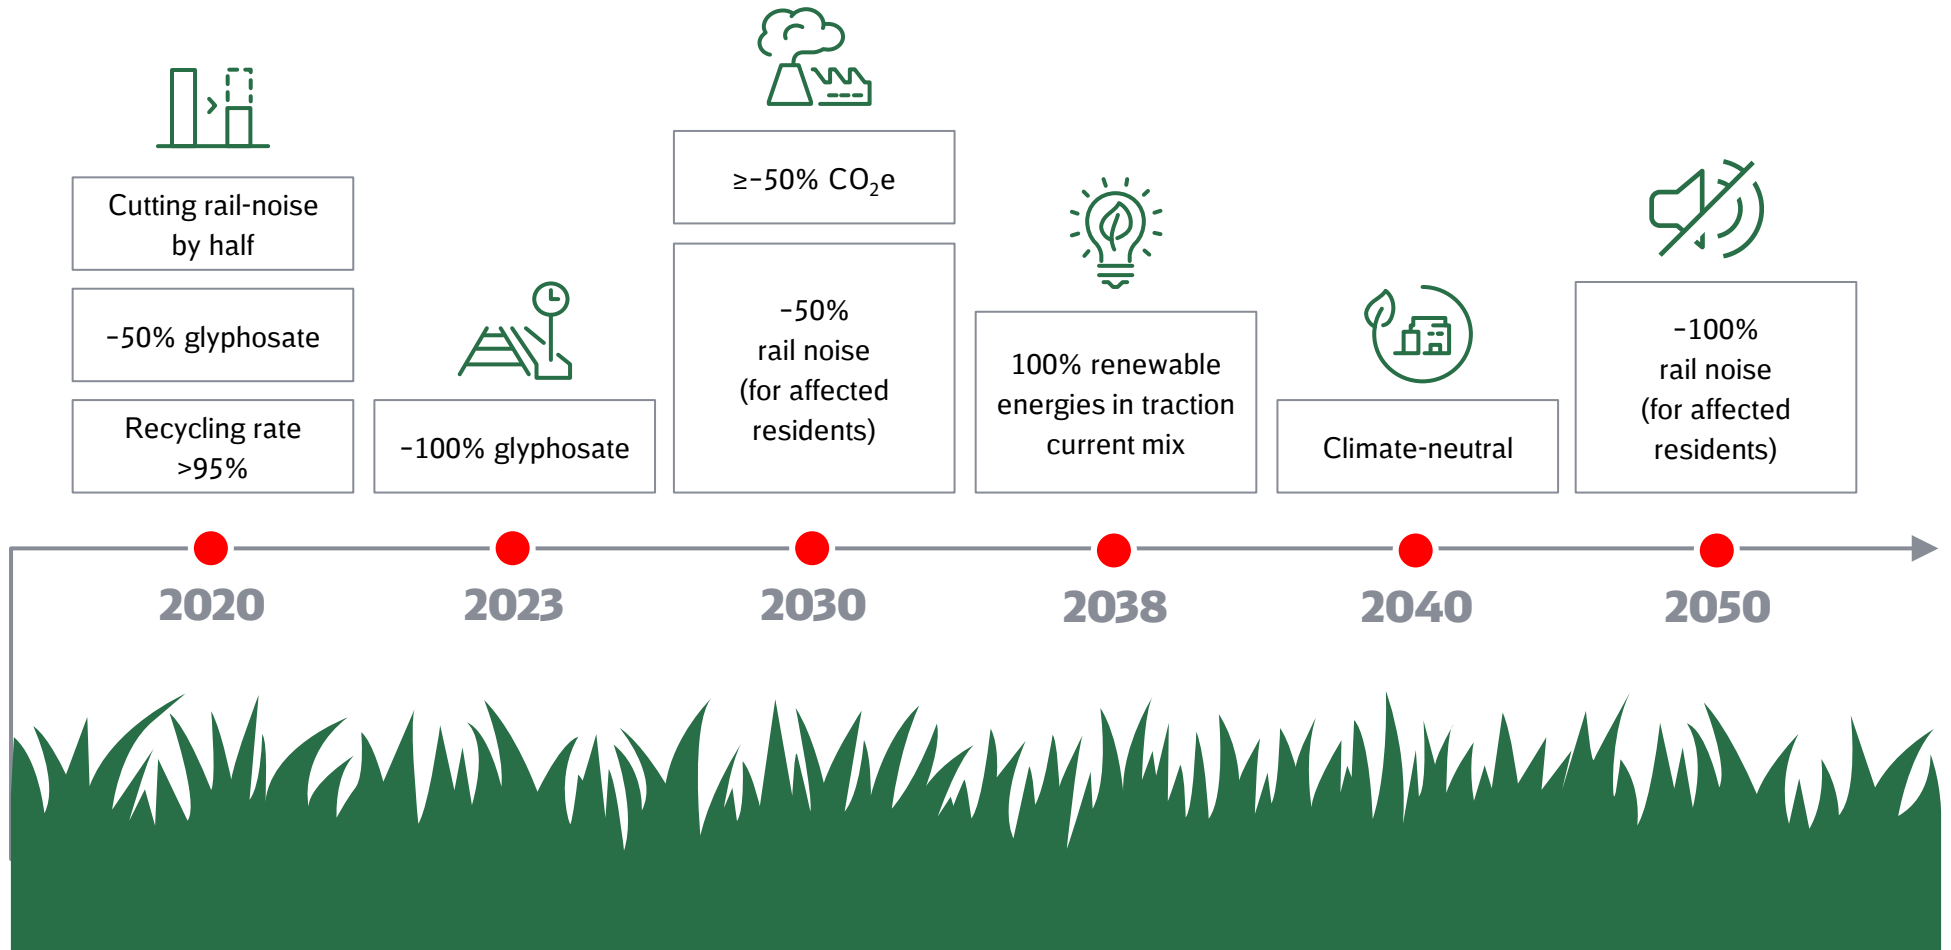 Cutting rail-noise
by half
-50% glyphosate
Recycling rate
>95%
-100% glyphosate
≥-50% CO₂e
-50%
rail noise
(for affected
residents)
100% renewable
energies in traction
current mix
Climate-neutral
-100%
rail noise
(for affected
residents)
2020
2023
2030
2038
2040
2050